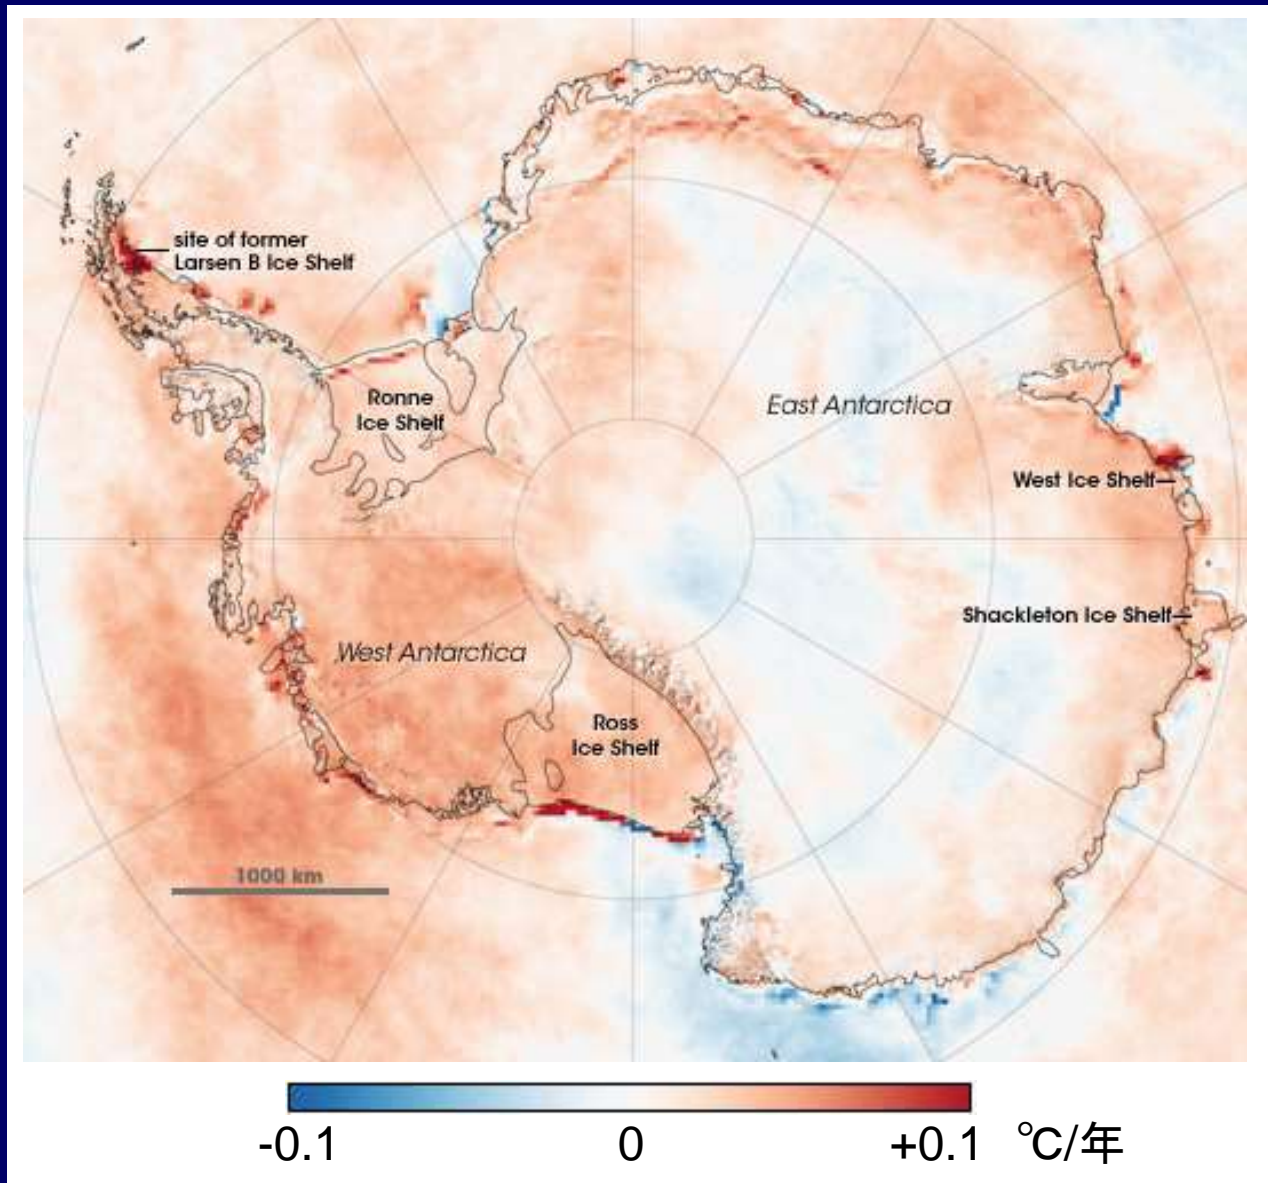 site of former
Larsen B Ice Shelf
Ronne
Ice Shelf
East Antarctica
West Ice Shelf
Shackleton Ice Shelf
West Antarctica
Ross
Ice Shelf
1000 km
-0.1 0 +0.1 ℃/年